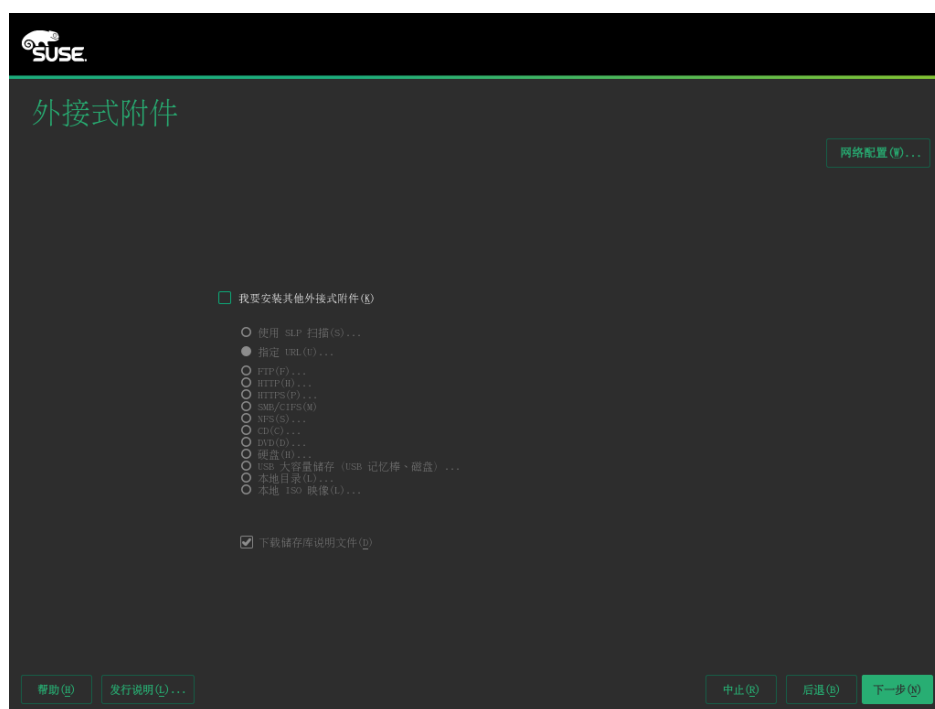 SUSE.
外接式附件
网络配置(W)...
我要安装其他外接式附件(K)
使用 SLP 扫描(S)...
指定 URL(U)...
FTP(F)...
HTTP(H)...
HTTPS(P)...
SMB/CIFS(M)
NFS(S)...
CD(C)...
DVD(D)...
硬盘(H)...
USB 大容量储存（USB 记忆棒、磁盘）...
本地目录(L)...
本地 ISO 映像(L)...
下载储存库说明文件(D)
帮助(H) 发行说明(L)... 中止(R) 后退(B) 下一步(N)